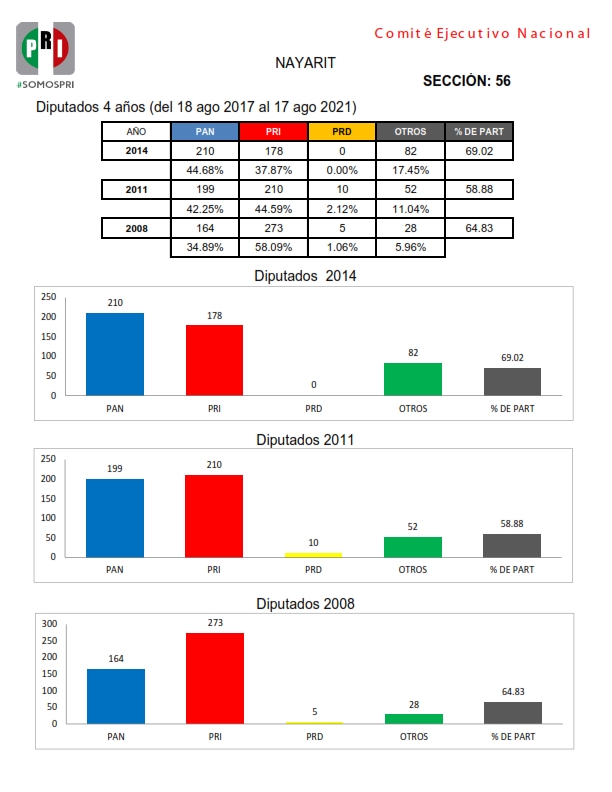 Comité Ejecutivo Nacional
PRI
#SOMOSPRI
NAYARIT
SECCIÒN: 56
Diputados 4 años (del 18 ago 2017 al 17 ago 2021)
AÑO PAN PRI PRD OTROS % DE PART
2014 210 178 0 82 69.02
44.68% 37.87% 0.00% 17.45%
2011 199 210 10 52 58.88
42.25% 44.59% 2.12% 11.04%
2008 164 273 5 28 64.83
34.89% 58.09% 1.06% 5.96%
Diputados 2014
250
200
150
100
50
0
210 178 0 82 69.02
PAN PRI PRD OTROS % DE PART
Diputados 2011
250
200
150
100
50
0
199 210 10 52 58.88
PAN PRI PRD OTROS % DE PART
Diputados 2008
300
250
200
150
100
50
0
164 273 5 28 64.83
PAN PRI PRD OTROS % DE PART